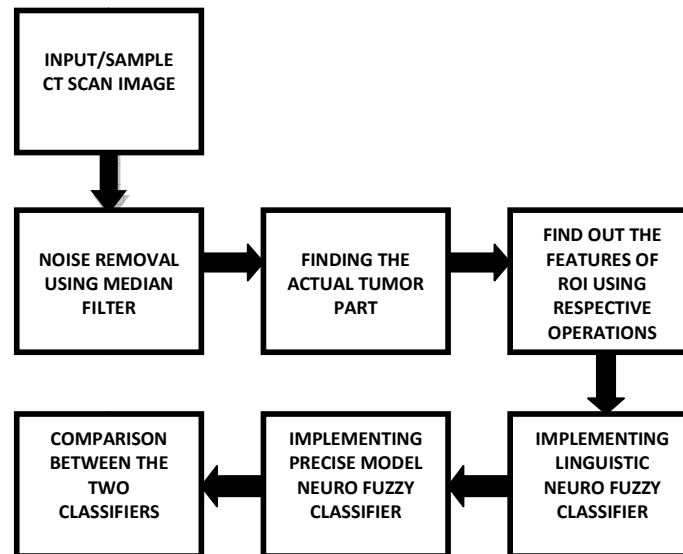 INPUT/SAMPLE
CT SCAN IMAGE
NOISE REMOVAL
USING MEDIAN
FILTER
FINDING THE
ACTUAL TUMOR
PART
FIND OUT THE
FEATURES OF
ROI USING
RESPECTIVE
OPERATIONS
IMPLEMENTING
LINGUISTIC
NEURO FUZZY
CLASSIFIER
IMPLEMENTING
PRECISE MODEL
NEURO FUZZY
CLASSIFIER
COMPARISON
BETWEEN THE
TWO
CLASSIFIERS